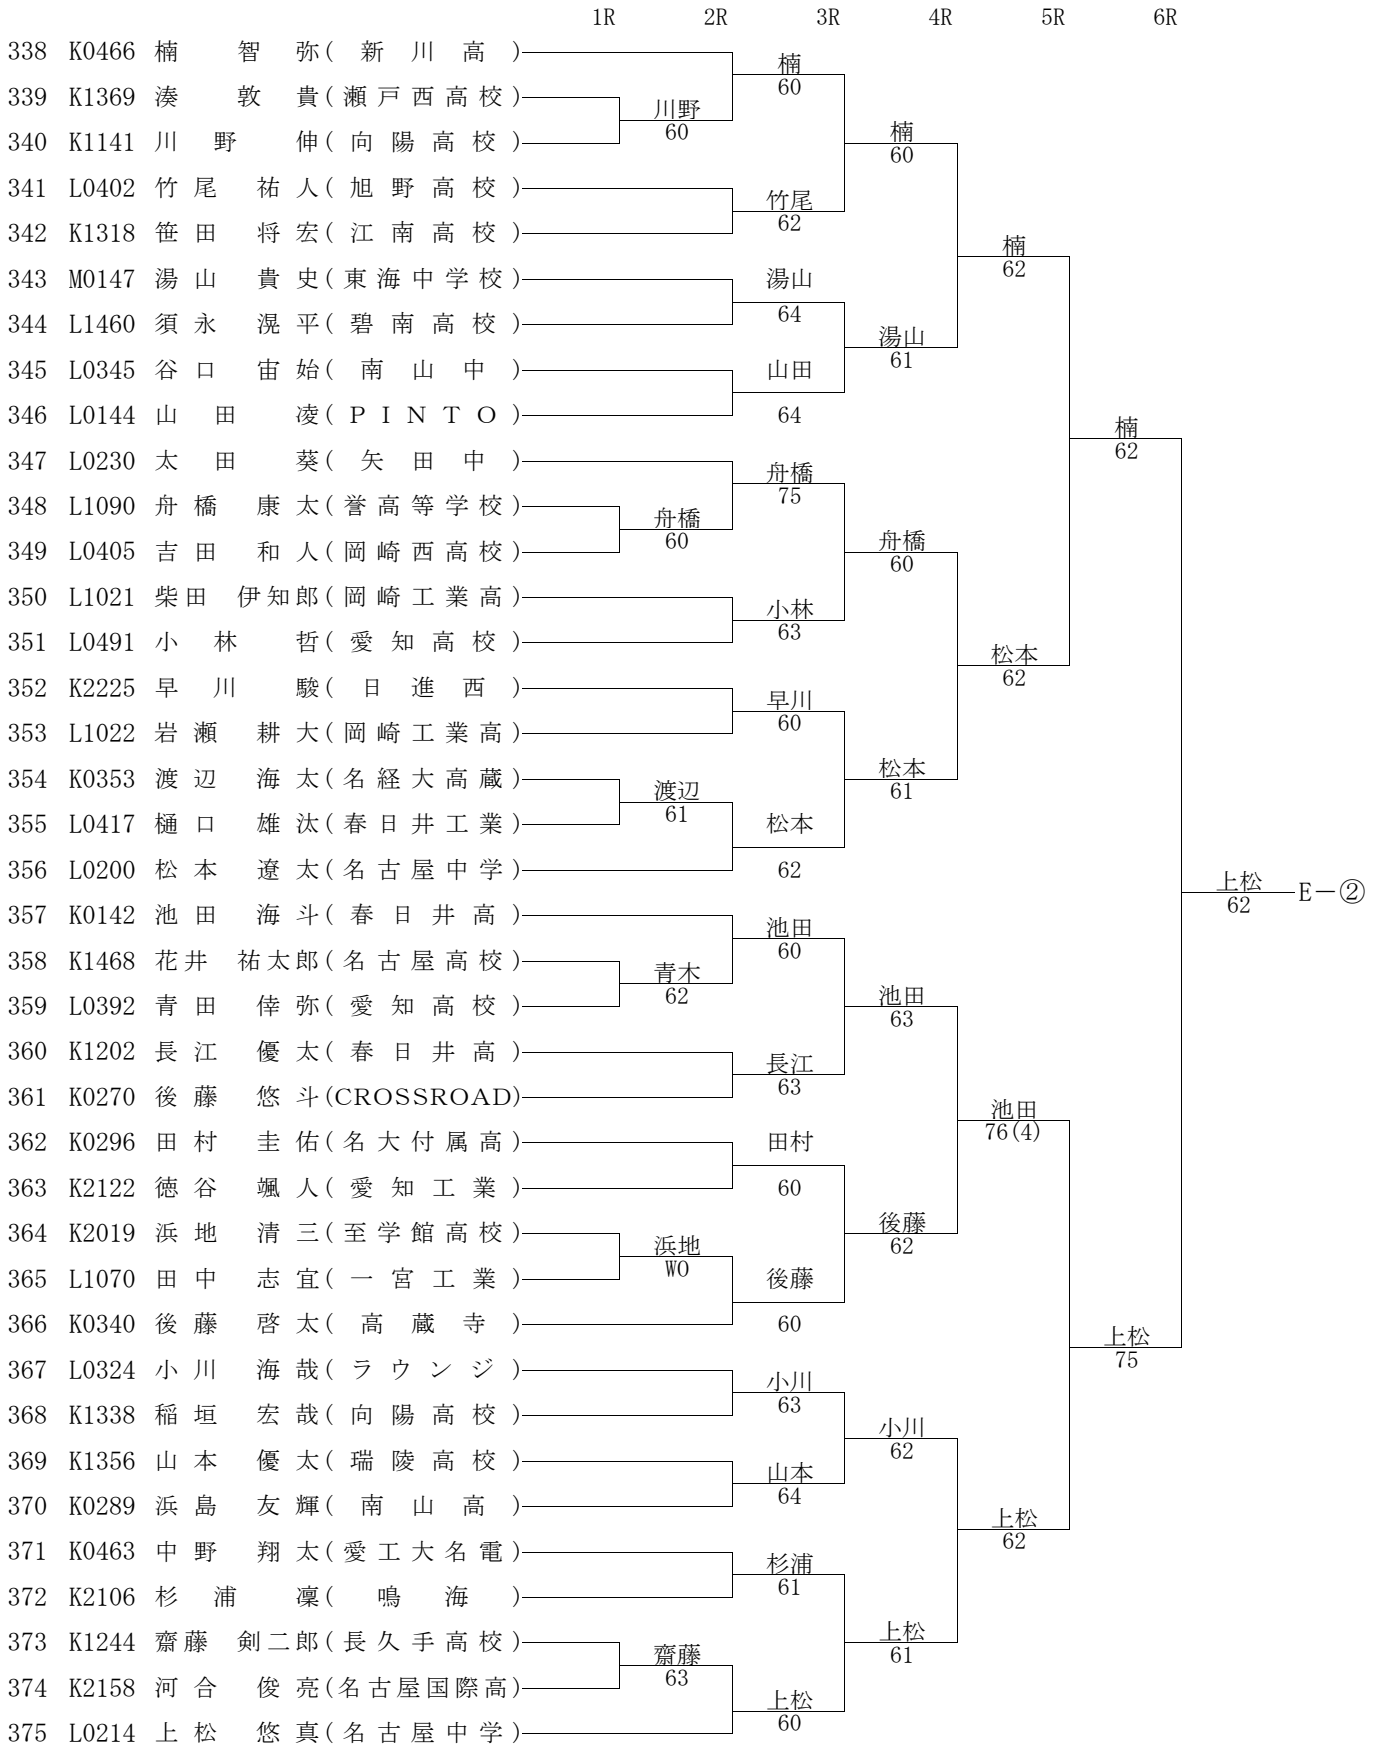 1R 2R 3R 4R 5R 6R
338 K0466 楠 智 弥( 新 川 高 )
楠
60
339 K1369 湊 敦 貴( 瀬戸西高校 )
川野
60
340 K1141 川 野 伸( 向 陽 高 校 )
楠
60
341 L0402 竹 尾 祐 人( 旭 野 高 校 )
竹尾
62
342 K1318 笹 田 将 宏( 江 南 高 校 )
楠
62
343 M0147 湯 山 貴 史( 東海中学校 )
湯山
64
344 L1460 須 永 滉 平( 碧 南 高 校 )
湯山
61
345 L0345 谷 口 宙 始( 南 山 中 )
山田
64
346 L0144 山 田 凌( P I N T O )
楠
62
347 L0230 太 田 葵( 矢 田 中 )
舟橋
75
348 L1090 舟 橋 康 太( 誉高等学校 )
舟橋
60
349 L0405 吉 田 和 人( 岡崎西高校 )
舟橋
60
350 L1021 柴田 伊知郎( 岡崎工業高 )
小林
63
351 L0491 小 林 哲( 愛 知 高 校 )
松本
62
352 K2225 早 川 駿( 日 進 西 )
早川
60
353 L1022 岩 瀬 耕 大( 岡崎工業高 )
松本
61
354 K0353 渡 辺 海 太( 名経大高蔵 )
渡辺
61
355 L0417 樋 口 雄 汰( 春日井工業 )
松本
62
356 L0200 松 本 遼 太( 名古屋中学 )
上松
62
E－②
357 K0142 池 田 海 斗( 春 日 井 高 )
池田
60
358 K1468 花井 祐太郎( 名古屋高校 )
青木
62
359 L0392 青 田 倖 弥( 愛 知 高 校 )
池田
63
360 K1202 長 江 優 太( 春 日 井 高 )
長江
63
361 K0270 後 藤 悠 斗(CROSSROAD)
池田
76(4)
362 K0296 田 村 圭 佑( 名大付属高 )
田村
60
363 K2122 徳 谷 颯 人( 愛 知 工 業 )
後藤
62
364 K2019 浜 地 清 三( 至学館高校 )
浜地
WO
365 L1070 田 中 志 宜( 一 宮 工 業 )
後藤
60
366 K0340 後 藤 啓 太( 高 蔵 寺 )
上松
75
367 L0324 小 川 海 哉( ラ ウ ン ジ )
小川
63
368 K1338 稲 垣 宏 哉( 向 陽 高 校 )
小川
62
369 K1356 山 本 優 太( 瑞 陵 高 校 )
山本
64
370 K0289 浜 島 友 輝( 南 山 高 )
上松
62
371 K0463 中 野 翔 太( 愛工大名電 )
杉浦
61
372 K2106 杉 浦 凜( 鳴 海 )
上松
61
373 K1244 齋藤 剣二郎( 長久手高校 )
齋藤
63
374 K2158 河 合 俊 亮(名古屋国際高)
上松
60
375 L0214 上 松 悠 真( 名古屋中学 )